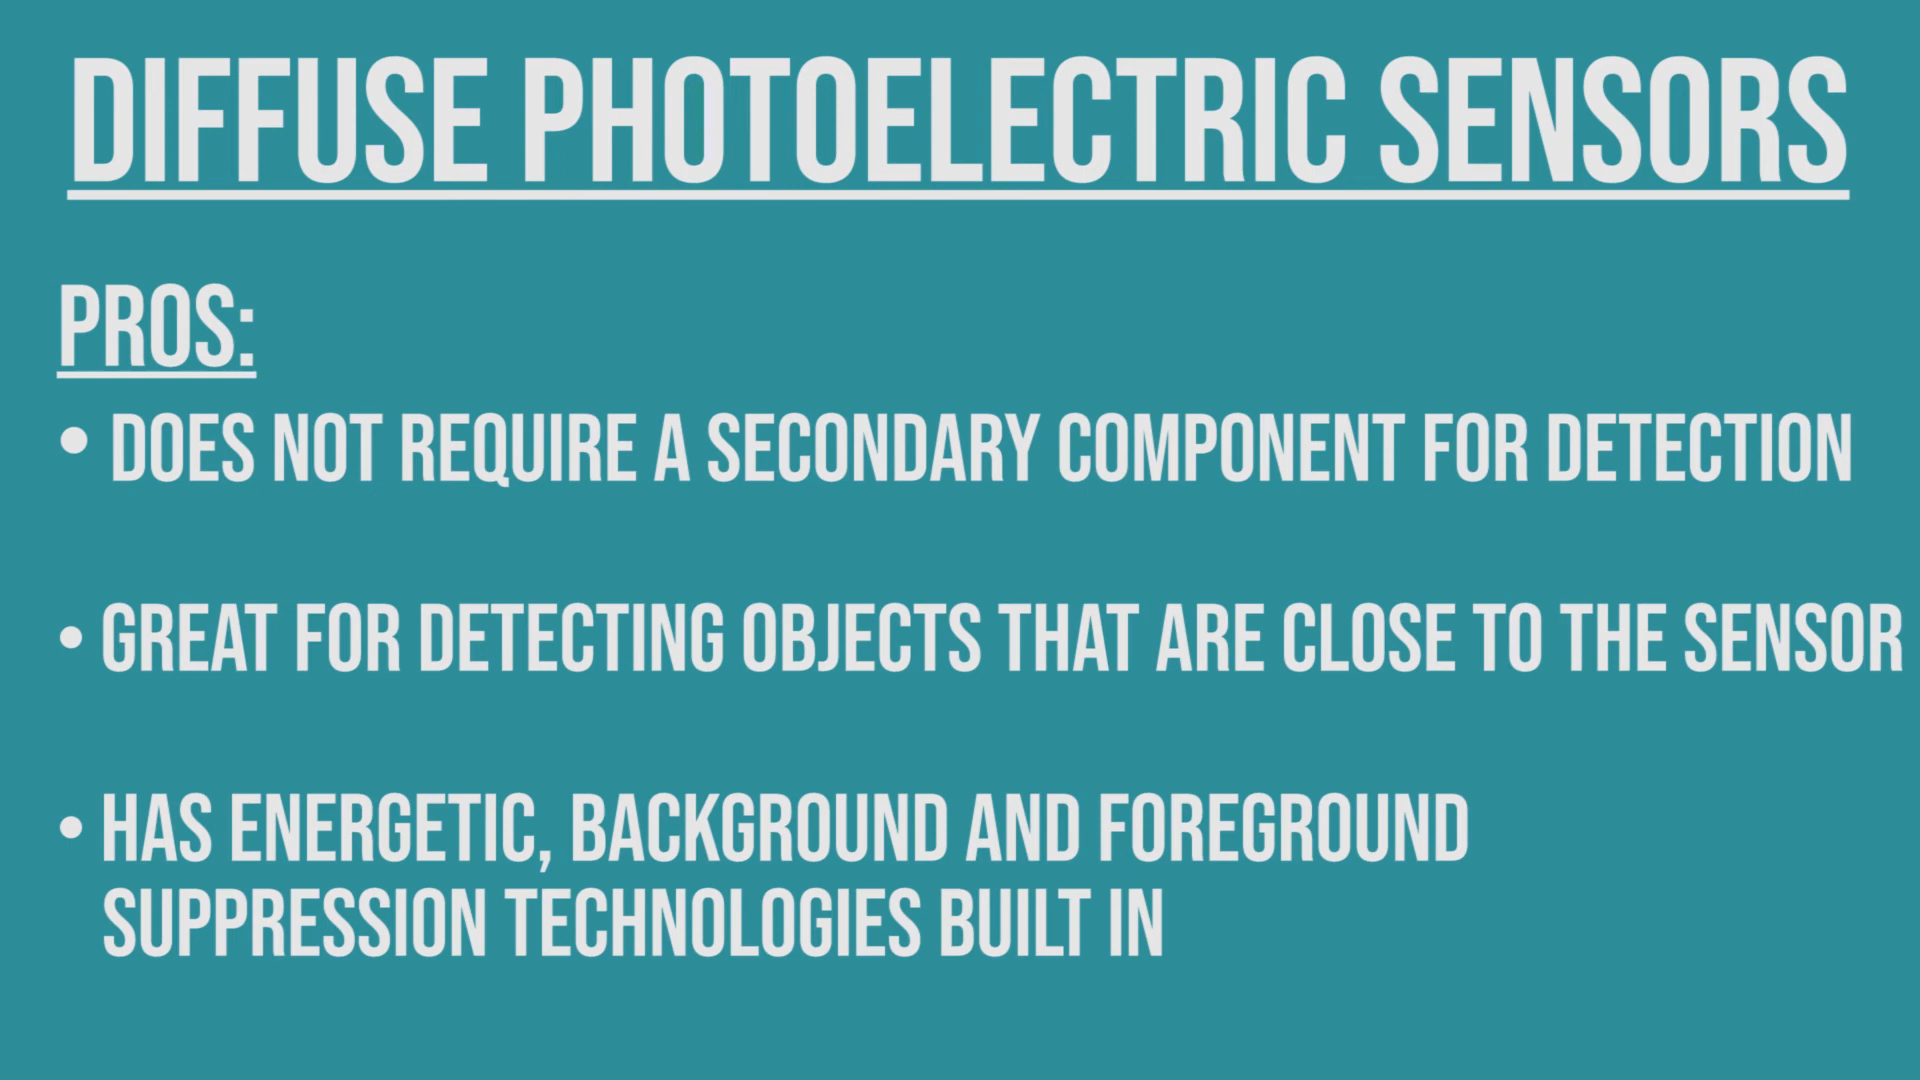 DIFFUSE PHOTOELECTRIC SENSORS
PROS:
• DOES NOT REQUIRE A SECONDARY COMPONENT FOR DETECTION
• GREAT FOR DETECTING OBJECTS THAT ARE CLOSE TO THE SENSOR
• HAS ENERGETIC, BACKGROUND AND FOREGROUND
SUPPRESSION TECHNOLOGIES BUILT IN